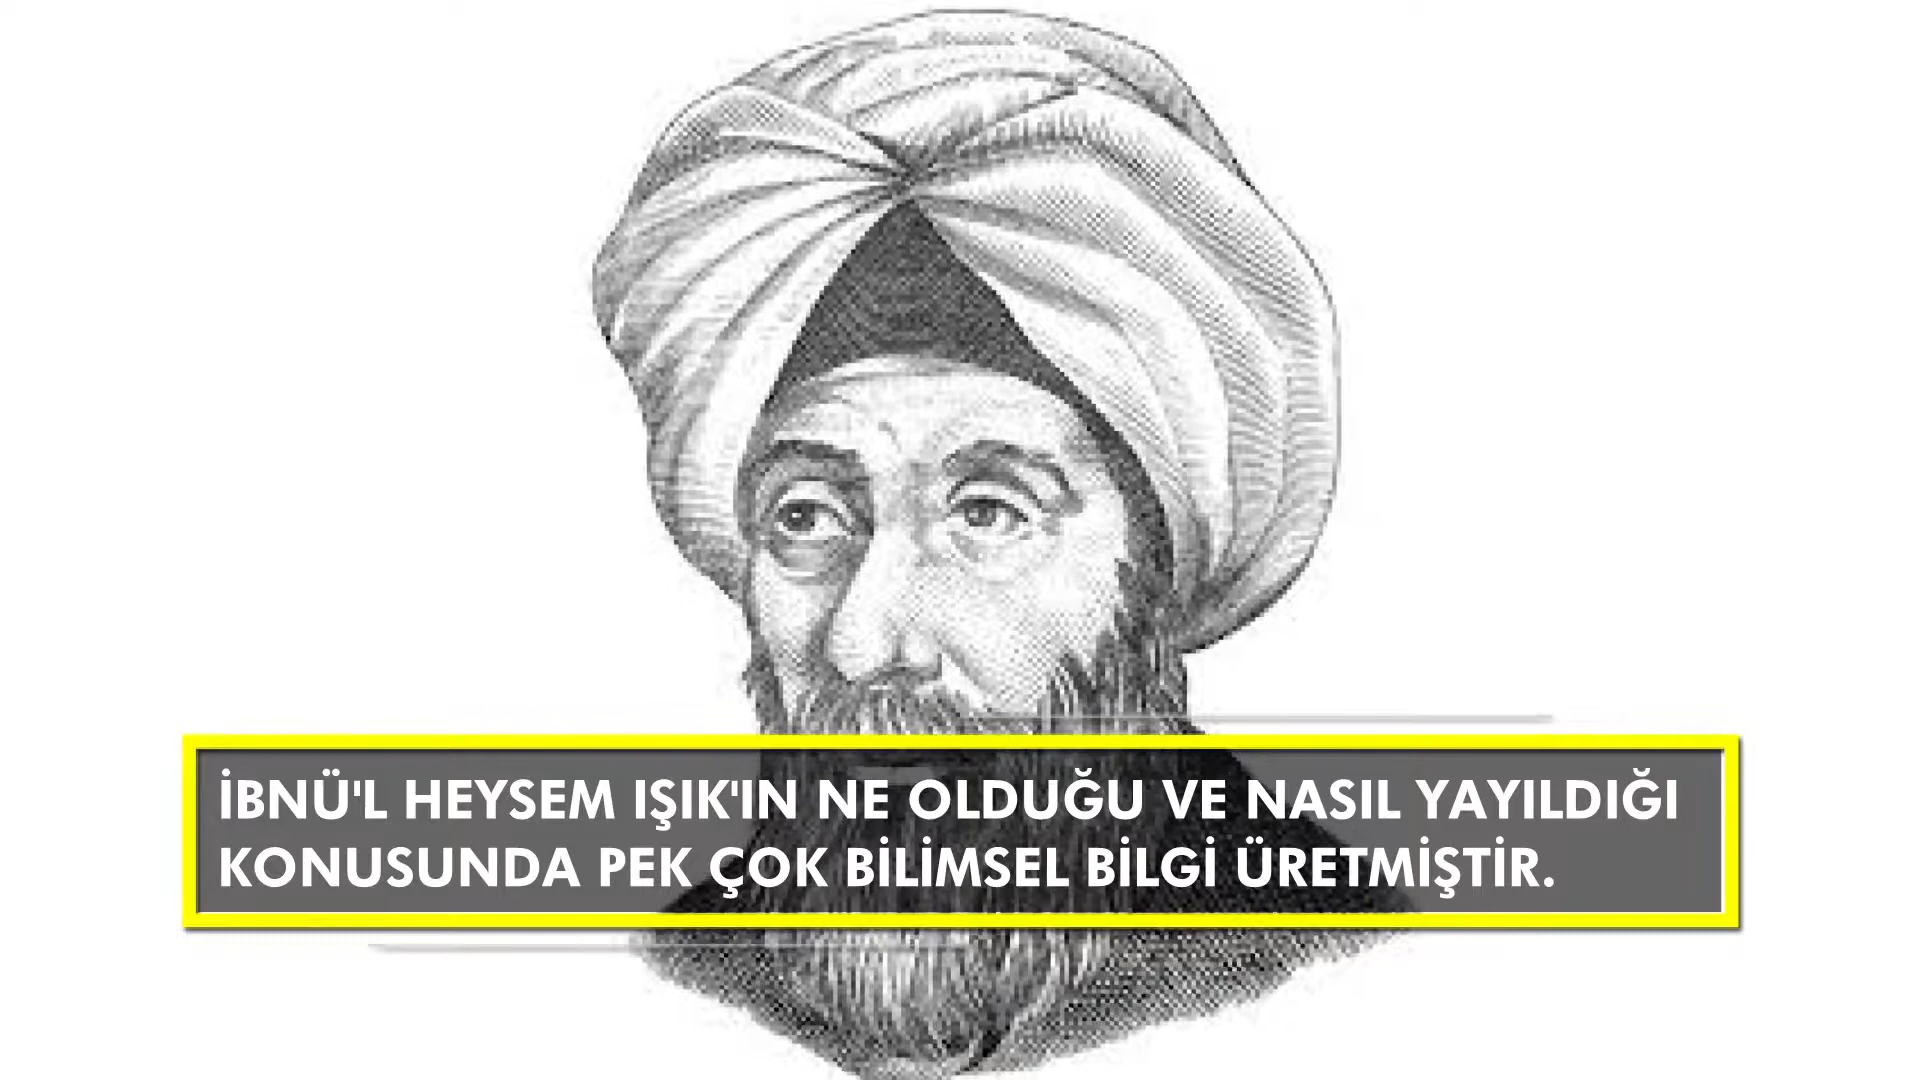 İBNÜ'L HEYSEM IŞIK'IN NE OLDUĞU VE NASIL YAYILDIĞI
KONUSUNDA PEK ÇOK BİLİMSEL BİLGİ ÜRETMİŞTİR.